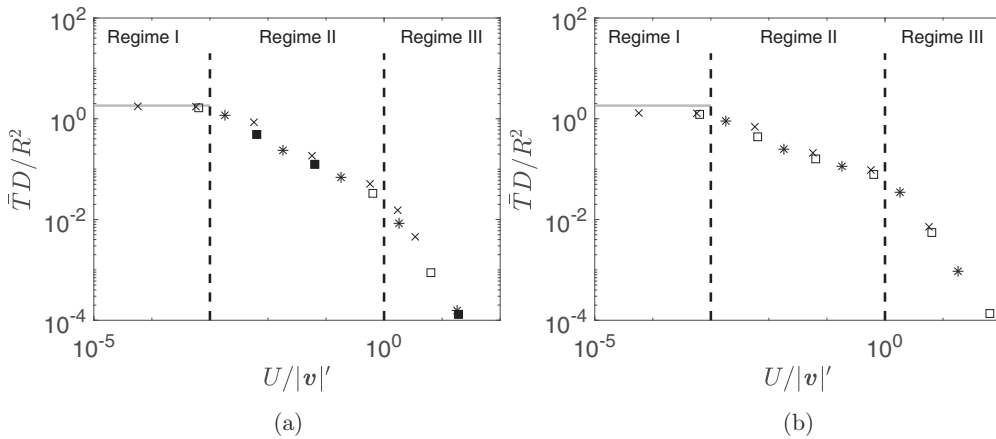 10^2
Regime I
Regime II
Regime III
10^0
10^-2
10^-4
T̄D/R^2
10^-5
10^0
U/|v|′
(a)
10^2
Regime I
Regime II
Regime III
10^0
10^-2
10^-4
T̄D/R^2
10^-5
10^0
U/|v|′
(b)